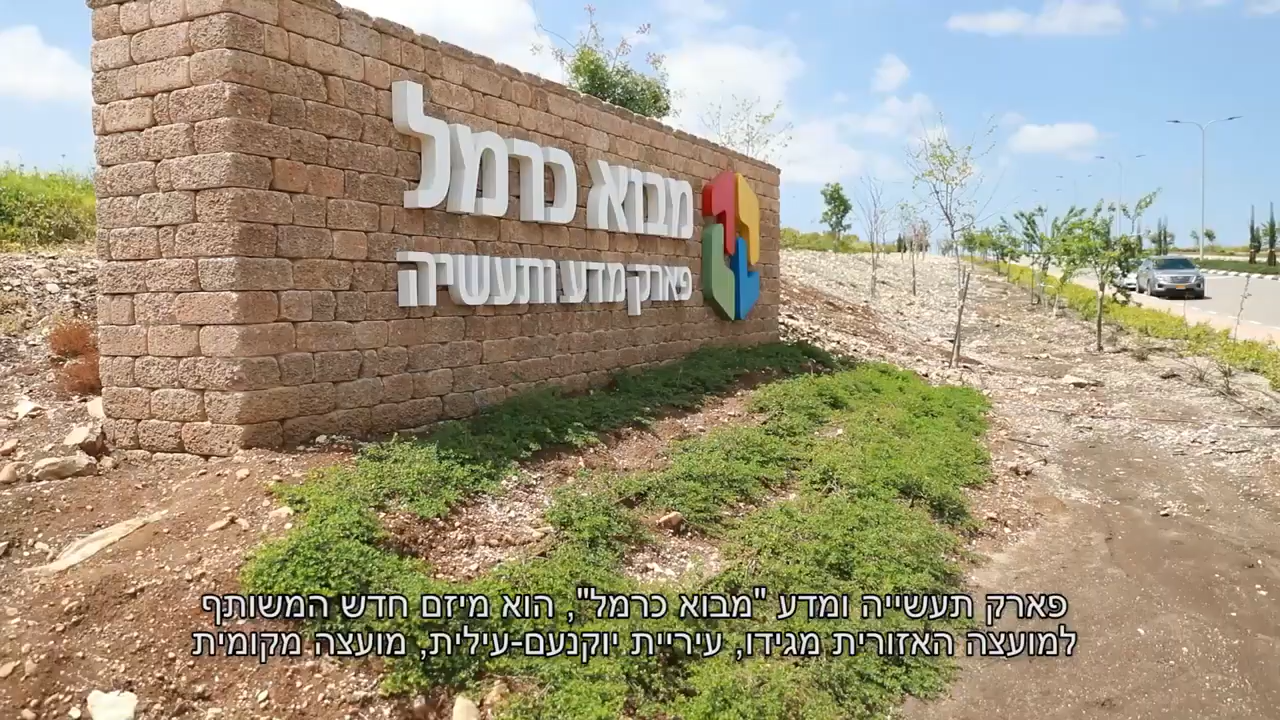 מבוא כרמל
פארק מדע ותעשיה
פארק תעשייה ומדע "מבוא כרמל", הוא מיזם חדש המשותף
למועצה האזורית מגידו, עיריית יוקנעם-עילית, מועצה מקומית